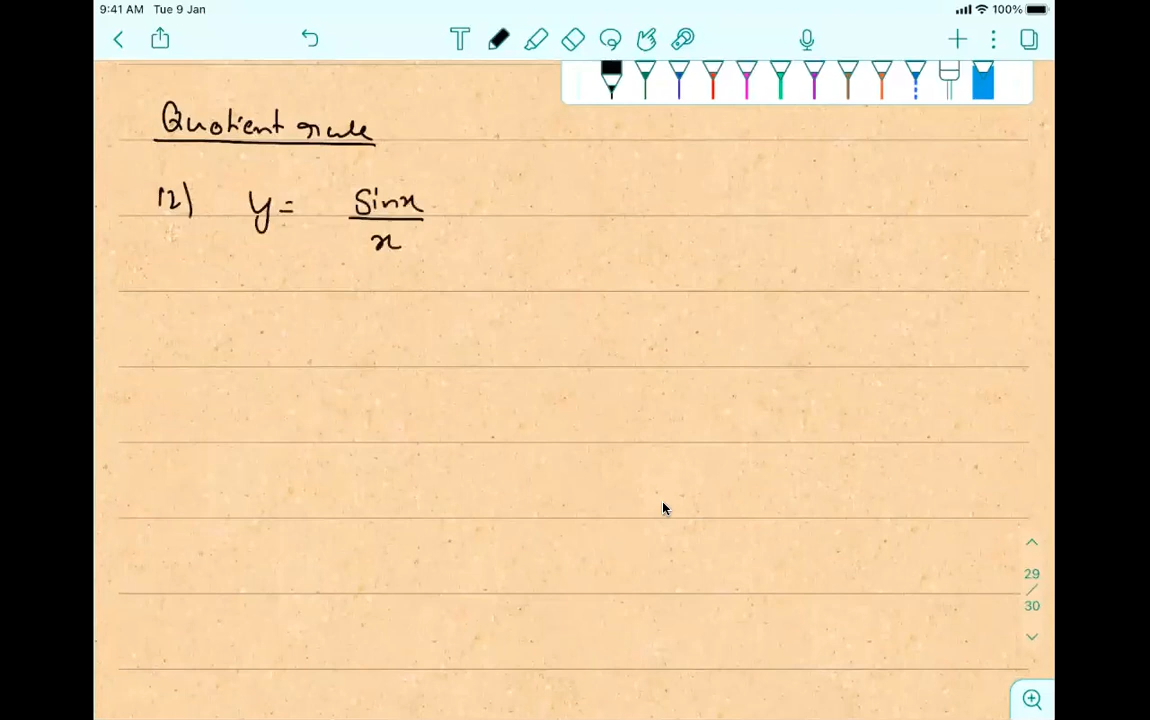 9:41 AM Tue 9 Jan 100%
T
Quotient rule
12) y = Sinx / x
29
/
30